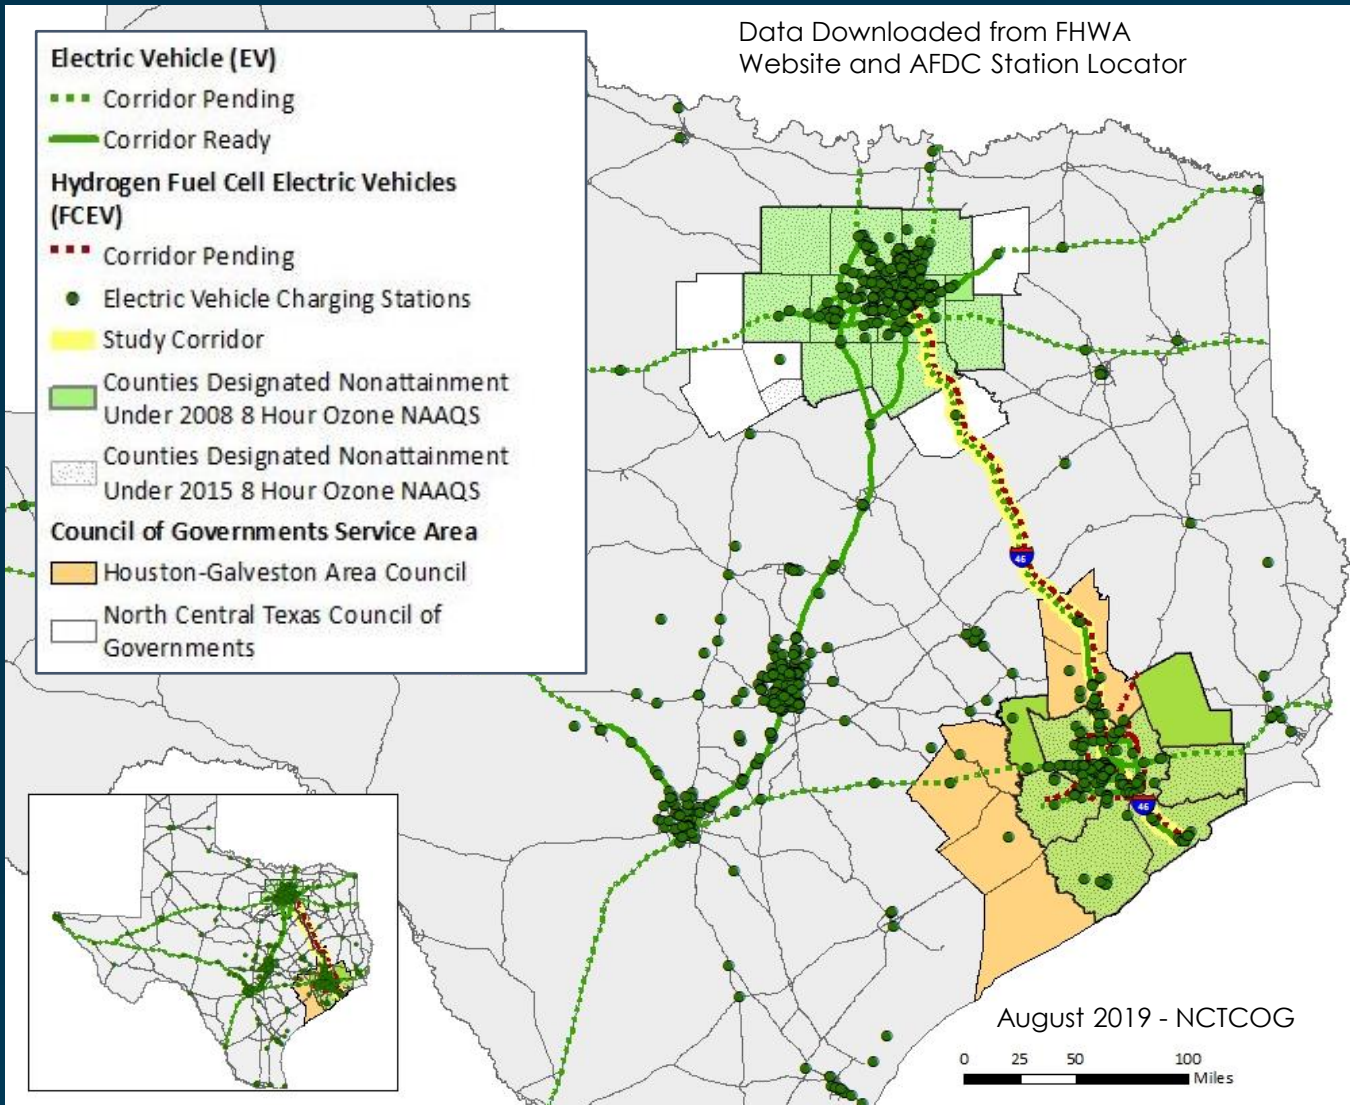 Data Downloaded from FHWA
Website and AFDC Station Locator
Electric Vehicle (EV)
Corridor Pending
Corridor Ready
Hydrogen Fuel Cell Electric Vehicles
(FCEV)
Corridor Pending
Electric Vehicle Charging Stations
Study Corridor
Counties Designated Nonattainment
Under 2008 8 Hour Ozone NAAQS
Counties Designated Nonattainment
Under 2015 8 Hour Ozone NAAQS
Council of Governments Service Area
Houston-Galveston Area Council
North Central Texas Council of
Governments
45
45
August 2019 - NCTCOG
0 25 50 100
Miles